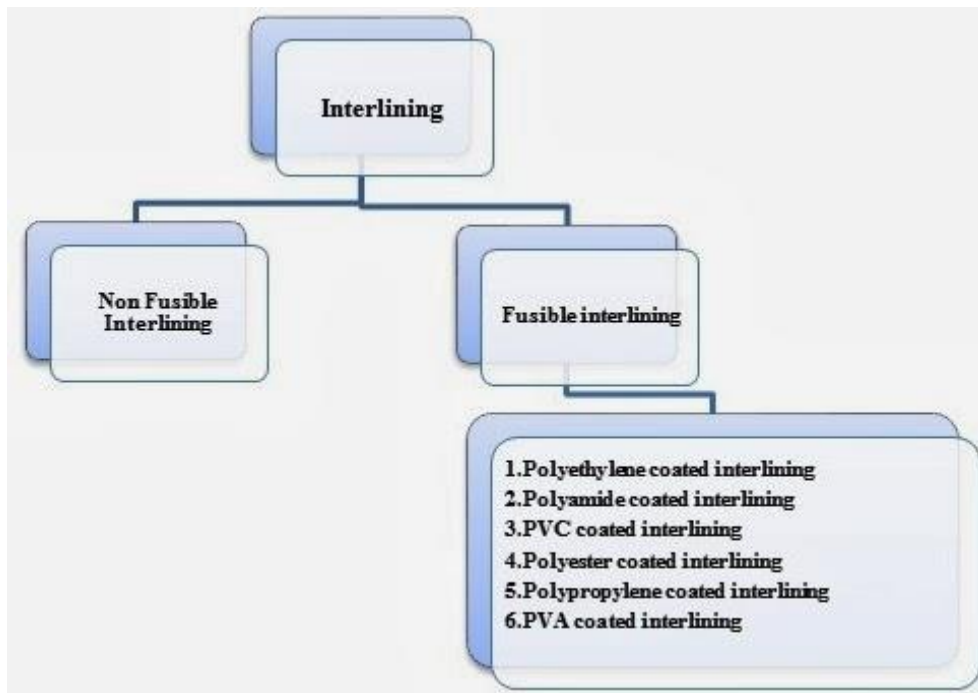 Interlining
Non Fusible
Interlining
Fusible interlining
1.Polyethylene coated interlining
2.Polyamide coated interlining
3.PVC coated interlining
4.Polyester coated interlining
5.Polypropylene coated interlining
6.PVA coated interlining